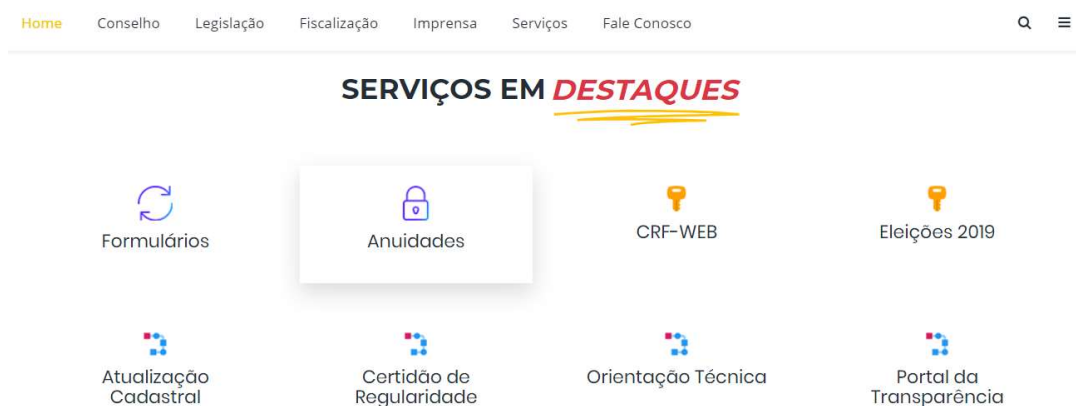 Home Conselho Legislação Fiscalização Imprensa Serviços Fale Conosco
SERVIÇOS EM DESTAQUES
Formulários
Anuidades
CRF-WEB
Eleições 2019
Atualização
Cadastral
Certidão de
Regularidade
Orientação Técnica
Portal da
Transparência